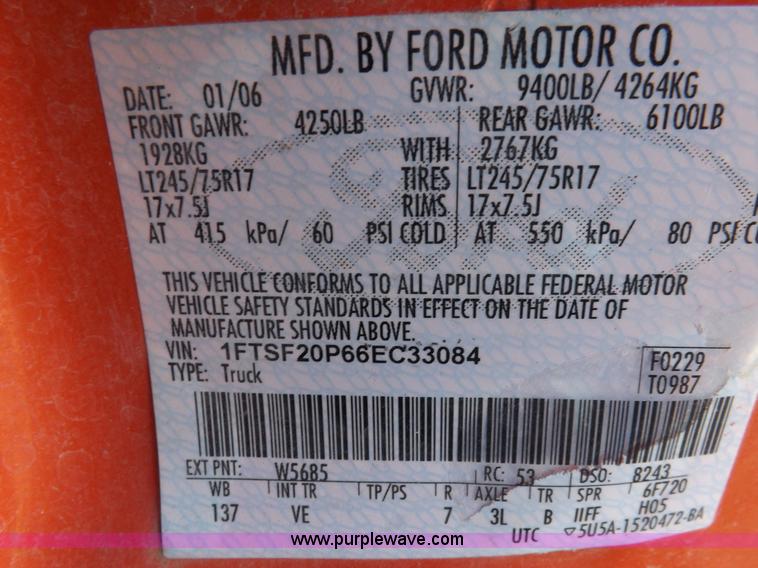 MFD. BY FORD MOTOR CO.
DATE: 01/06 GVWR: 9400LB/ 4264KG
FRONT GAWR: 4250LB REAR GAWR: 6100LB
1928KG WITH 2767KG
LT245/75R17 TIRES LT245/75R17
17x7.5J RIMS 17x7.5J
AT 415 kPa/ 60 PSI COLD AT 550 kPa/ 80 PSI
THIS VEHICLE CONFORMS TO ALL APPLICABLE FEDERAL MOTOR
VEHICLE SAFETY STANDARDS IN EFFECT ON THE DATE OF
MANUFACTURE SHOWN ABOVE.
VIN: 1FTSF20P66EC33084 F0229
TYPE: Truck T0987
EXT PNT: W5685 RC: 53 DSO: 8243
WB INT TR TP/PS R AXLE TR SPR 6F720
137 VE 7 3L B IIFF H05
UTC ▽5U5A-1520472-BA
www.purplewave.com